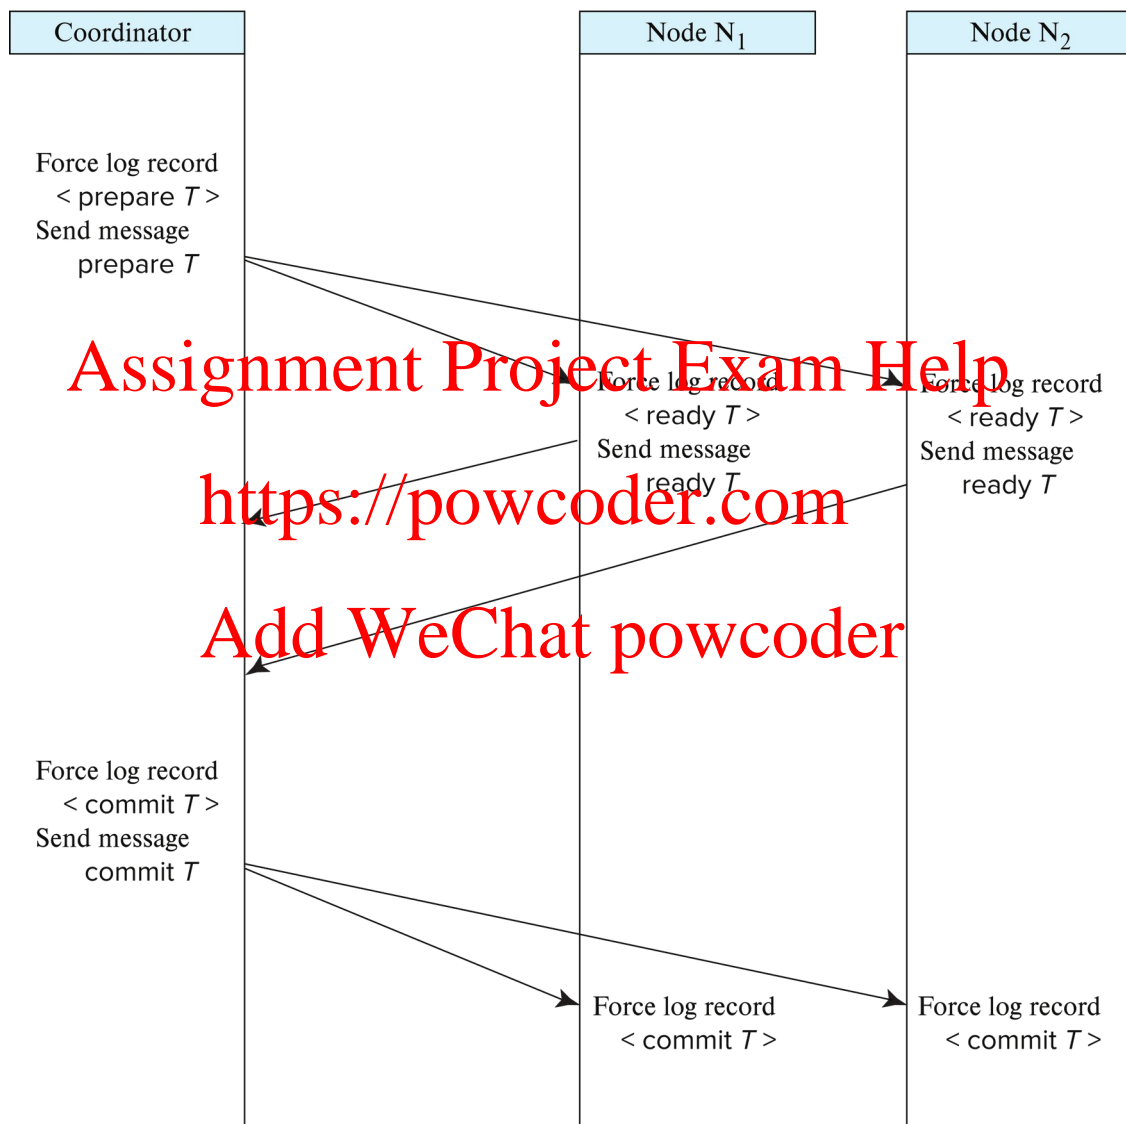 Coordinator
Node N1
Node N2
Force log record
< prepare T >
Send message
prepare T
Assignment Project Exam Help
Force log record
< ready T >
Send message
ready T
Force log record
< ready T >
Send message
ready T
https://powcoder.com
Add WeChat powcoder
Force log record
< commit T >
Send message
commit T
Force log record
< commit T >
Force log record
< commit T >